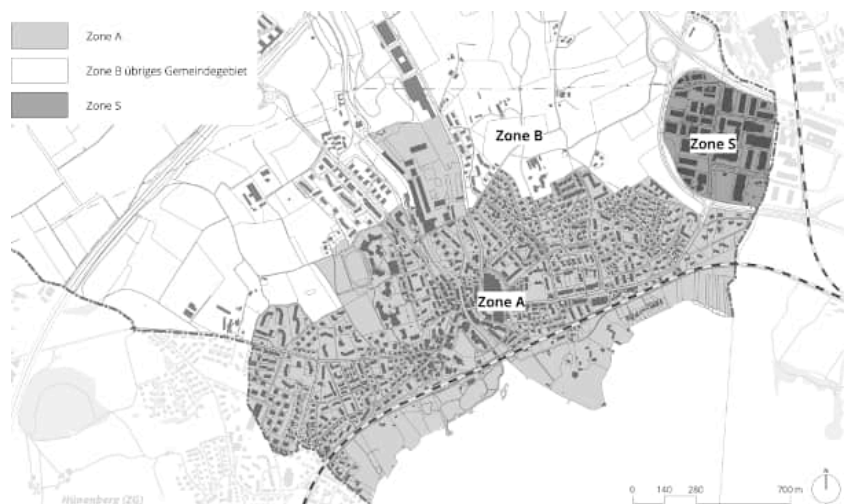 Zone A
Zone B übriges Gemeindegebiet
Zone S
Zone B
Zone S
Zone A
Hünenberg (ZG)
0 140 280 700 m